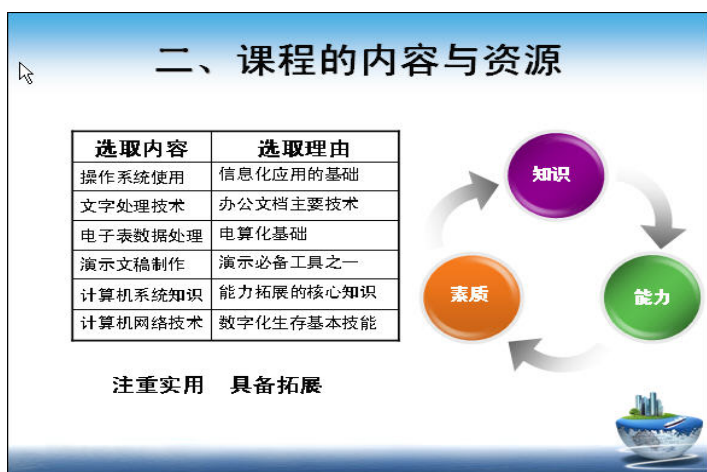 二、课程的内容与资源
选取内容 选取理由
操作系统使用 信息化应用的基础
文字处理技术 办公文档主要技术
电子表数据处理 电算化基础
演示文稿制作 演示必备工具之一
计算机系统知识 能力拓展的核心知识
计算机网络技术 数字化生存基本技能
知识
素质
能力
注重实用 具备拓展